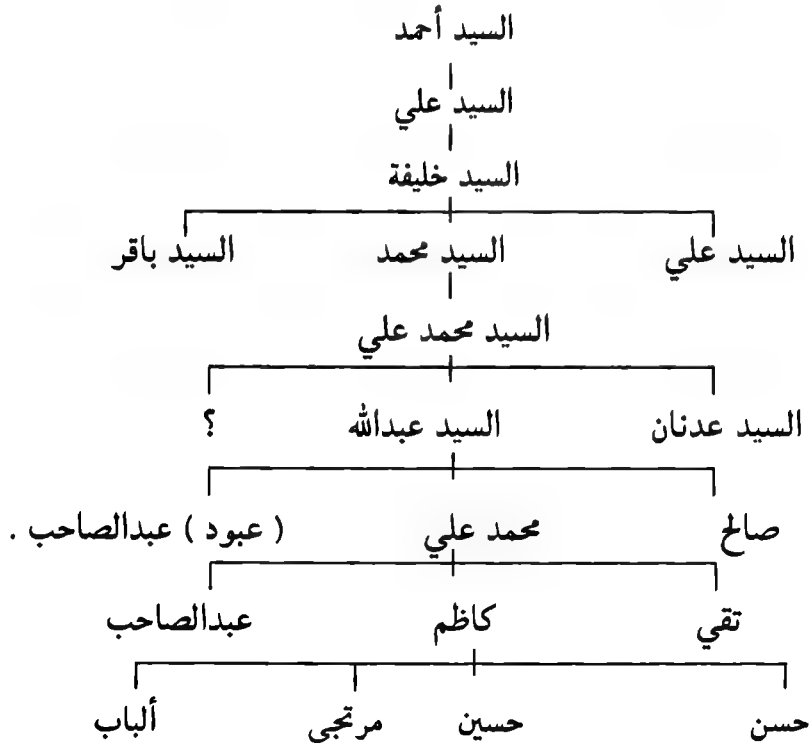 السيد أحمد
السيد علي
السيد خليفة
السيد علي السيد محمد السيد باقر
السيد محمد علي
السيد عدنان السيد عبدالله ؟
صالح محمد علي ( عبود ) عبدالصاحب .
تقي كاظم عبدالصاحب
حسن حسين مرتجى ألباب